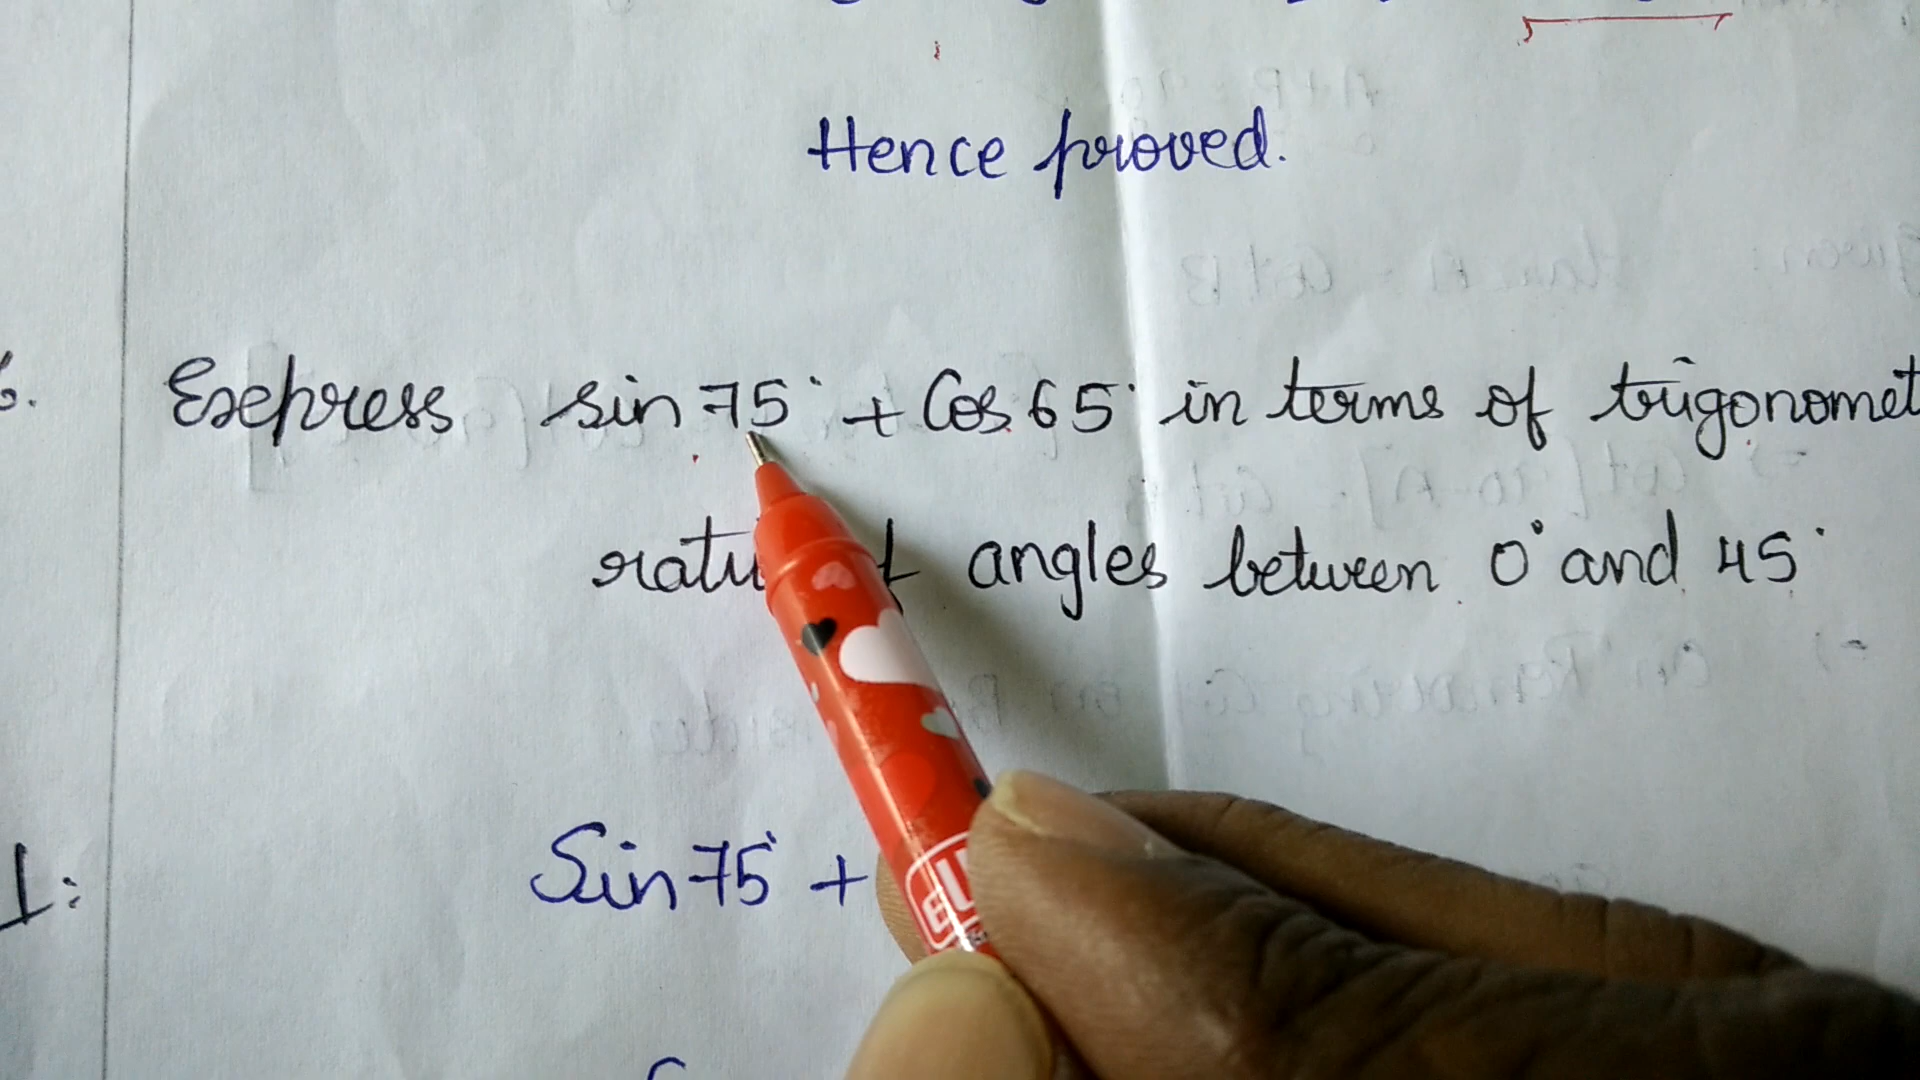 Hence proved.
6. Express sin 75° + Cos 65° in terms of trigonomet
angles between 0° and 45°
Sin 75° +